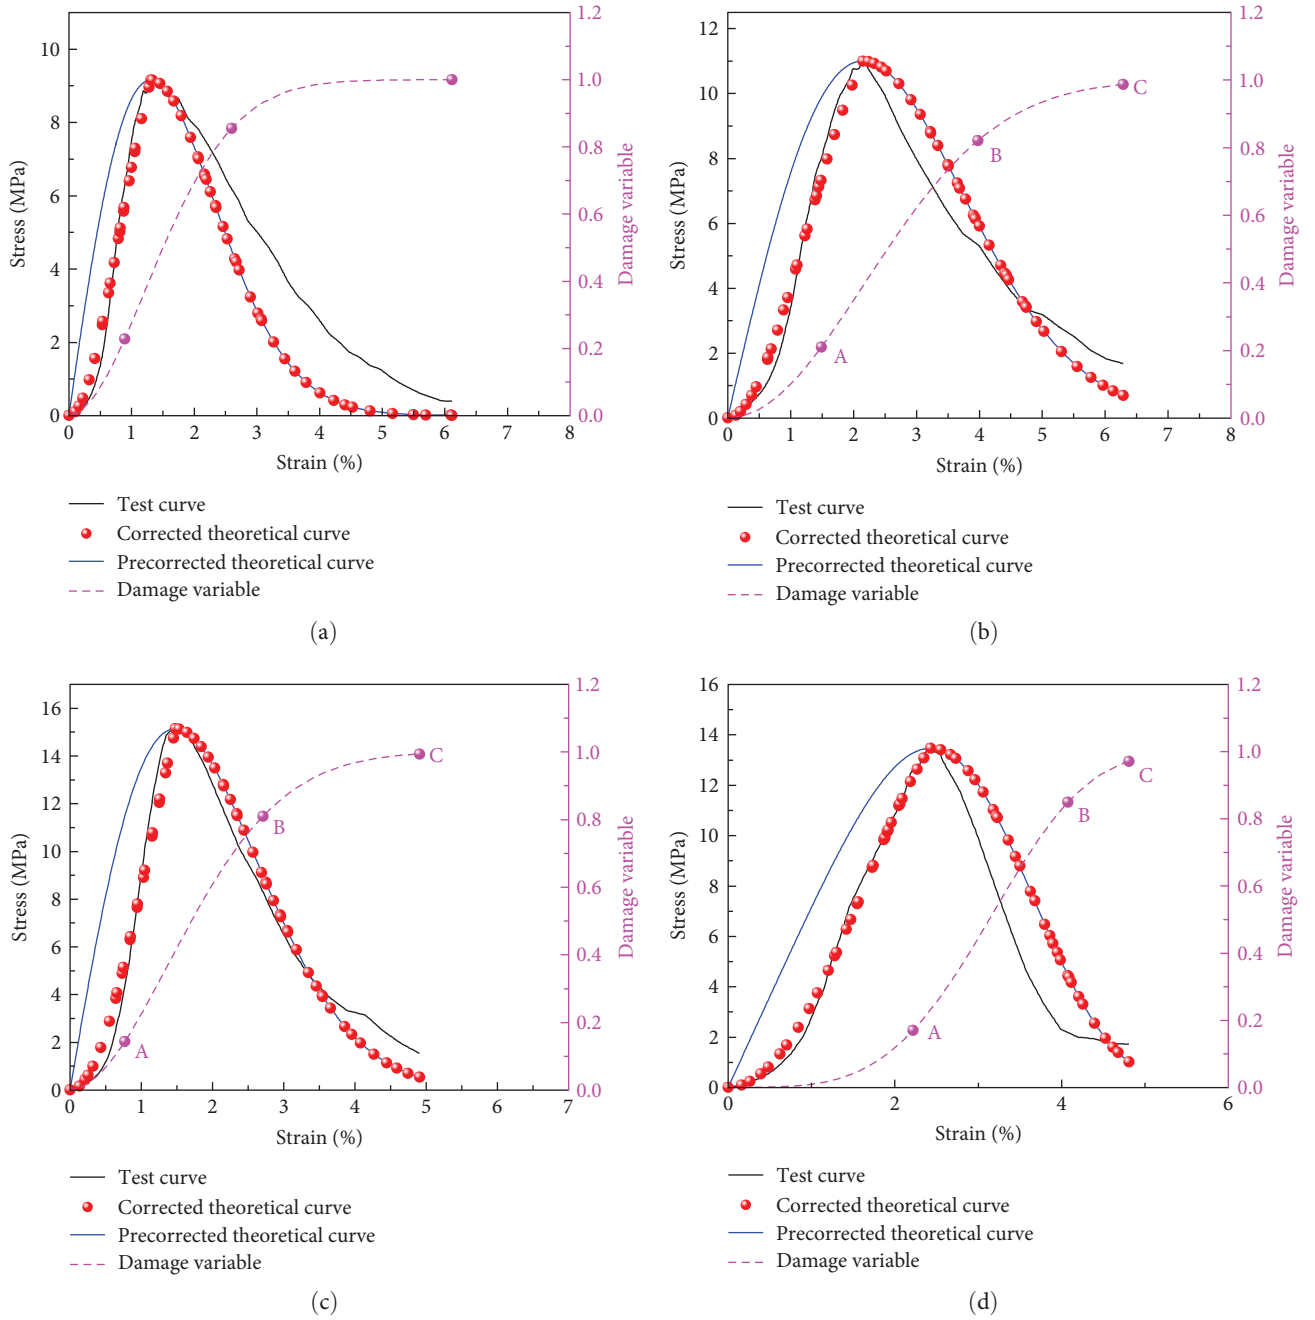 10
8
6
4
2
0
Stress (MPa)
1.2
1.0
0.8
0.6
0.4
0.2
0.0
Damage variable
0 1 2 3 4 5 6 7 8
Strain (%)
Test curve
Corrected theoretical curve
Precorrected theoretical curve
Damage variable
(a)
12
10
8
6
4
2
0
Stress (MPa)
A
B
C
1.2
1.0
0.8
0.6
0.4
0.2
0.0
Damage variable
0 1 2 3 4 5 6 7 8
Strain (%)
Test curve
Corrected theoretical curve
Precorrected theoretical curve
Damage variable
(b)
16
14
12
10
8
6
4
2
0
Stress (MPa)
A
B
C
1.2
1.0
0.8
0.6
0.4
0.2
0.0
Damage variable
0 1 2 3 4 5 6 7
Strain (%)
Test curve
Corrected theoretical curve
Precorrected theoretical curve
Damage variable
(c)
16
14
12
10
8
6
4
2
0
Stress (MPa)
A
B
C
1.2
1.0
0.8
0.6
0.4
0.2
0.0
Damage variable
0 2 4 6
Strain (%)
Test curve
Corrected theoretical curve
Precorrected theoretical curve
Damage variable
(d)